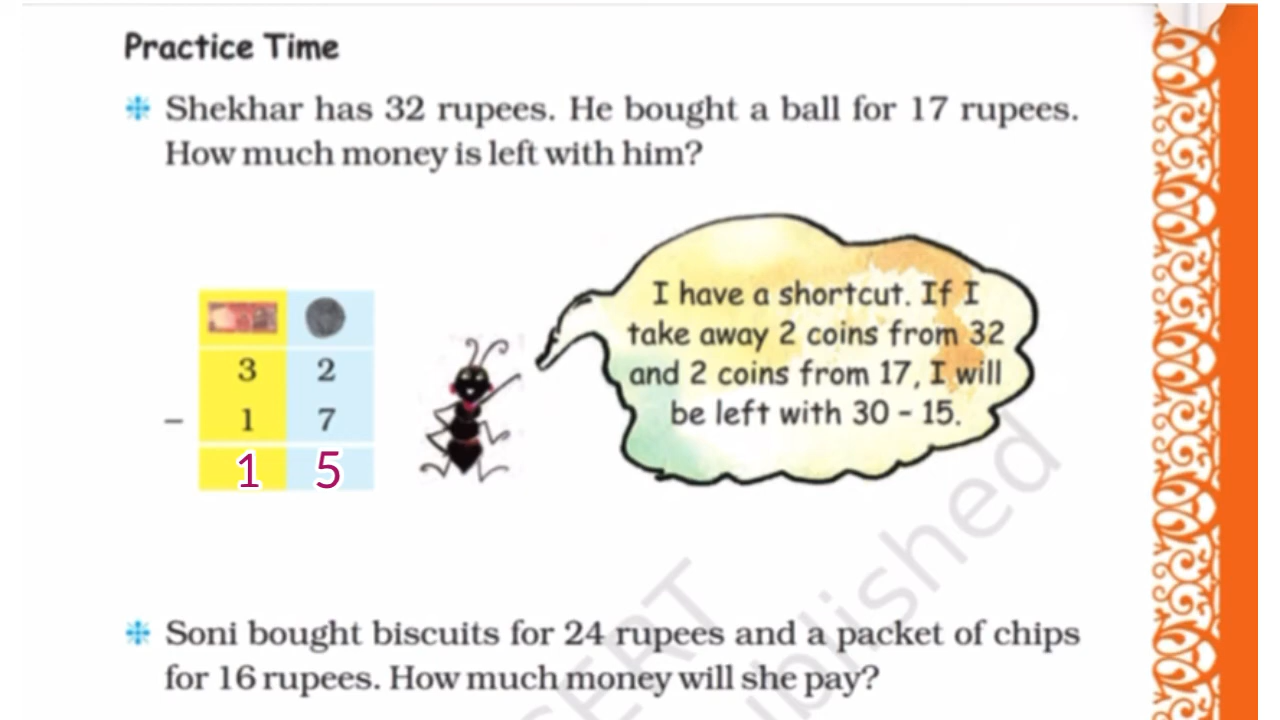 Practice Time
Shekhar has 32 rupees. He bought a ball for 17 rupees.
How much money is left with him?
I have a shortcut. If I
take away 2 coins from 32
and 2 coins from 17, I will
be left with 30 – 15.
3 2
– 1 7
1 5
Soni bought biscuits for 24 rupees and a packet of chips
for 16 rupees. How much money will she pay?